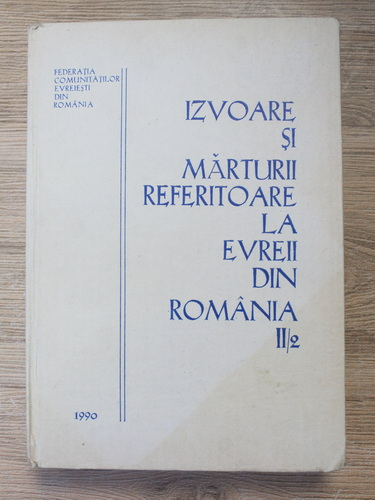 FEDERAȚIA
COMUNITĂȚILOR
EVREIEȘTI
DIN
ROMÂNIA
IZVOARE
ȘI
MĂRTURII
REFERITOARE
LA
EVREII
DIN
ROMÂNIA
II/2
1990